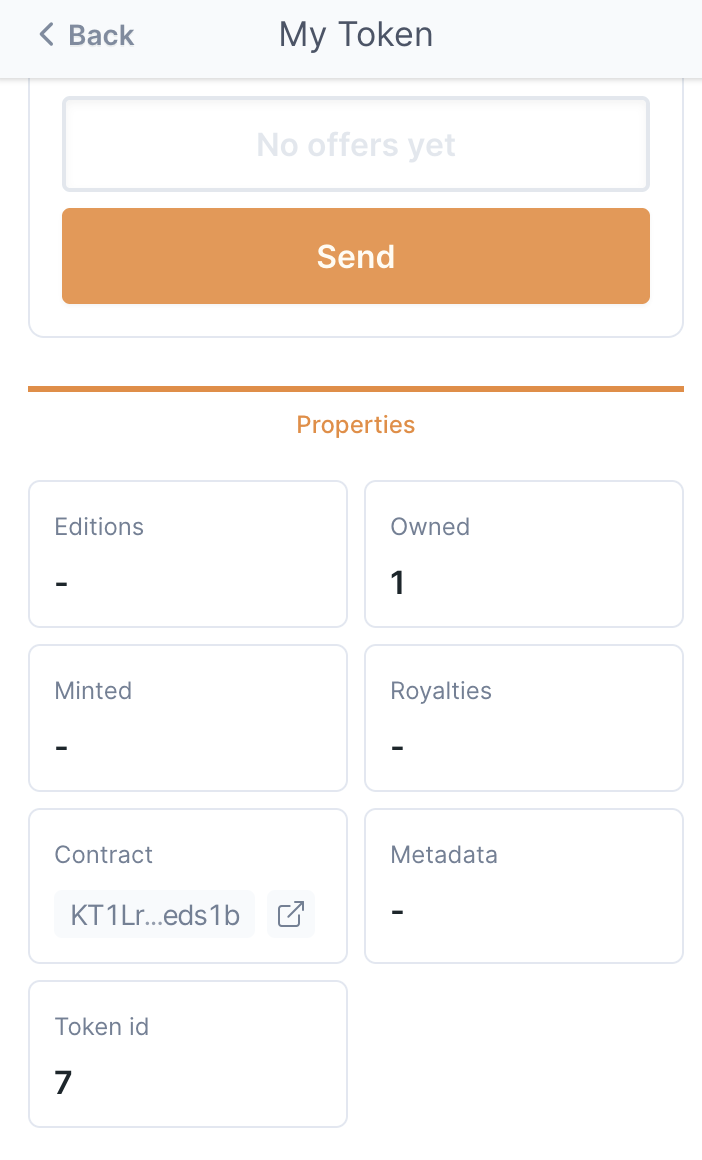 Back
My Token
No offers yet
Send
Properties
Editions
-
Owned
1
Minted
-
Royalties
-
Contract
KT1Lr...eds1b
Metadata
-
Token id
7